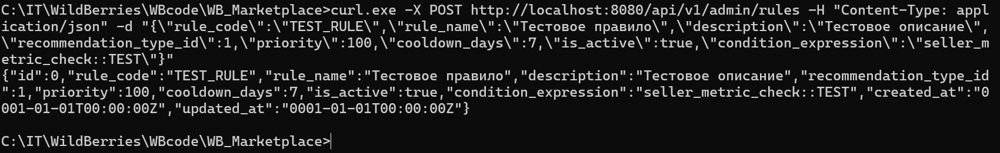 C:\IT\WildBerries\WBcode\WB_Marketplace>curl.exe -X POST http://localhost:8080/api/v1/admin/rules -H "Content-Type: appl
ication/json" -d "{\"rule_code\":\"TEST_RULE\",\"rule_name\":\"Тестовое правило\",\"description\":\"Тестовое описание\",
\"recommendation_type_id\":1,\"priority\":100,\"cooldown_days\":7,\"is_active\":true,\"condition_expression\":\"seller_m
etric_check::TEST\"}"
{"id":0,"rule_code":"TEST_RULE","rule_name":"Тестовое правило","description":"Тестовое описание","recommendation_type_id
":1,"priority":100,"cooldown_days":7,"is_active":true,"condition_expression":"seller_metric_check::TEST","created_at":"0
001-01-01T00:00:00Z","updated_at":"0001-01-01T00:00:00Z"}
C:\IT\WildBerries\WBcode\WB_Marketplace>